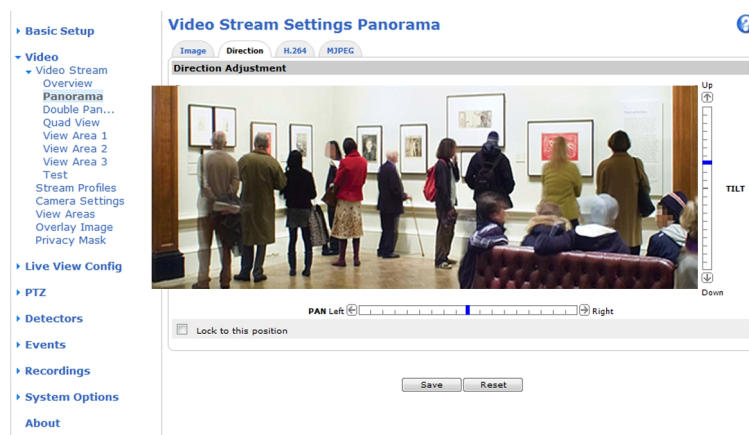 Video Stream Settings Panorama
Basic Setup
Video
Video Stream
Overview
Panorama
Double Pan...
Quad View
View Area 1
View Area 2
View Area 3
Test
Stream Profiles
Camera Settings
View Areas
Overlay Image
Privacy Mask
Live View Config
PTZ
Detectors
Events
Recordings
System Options
About
Image Direction H.264 MJPEG
Direction Adjustment
Up
TILT
Down
PAN Left Right
Lock to this position
Save Reset